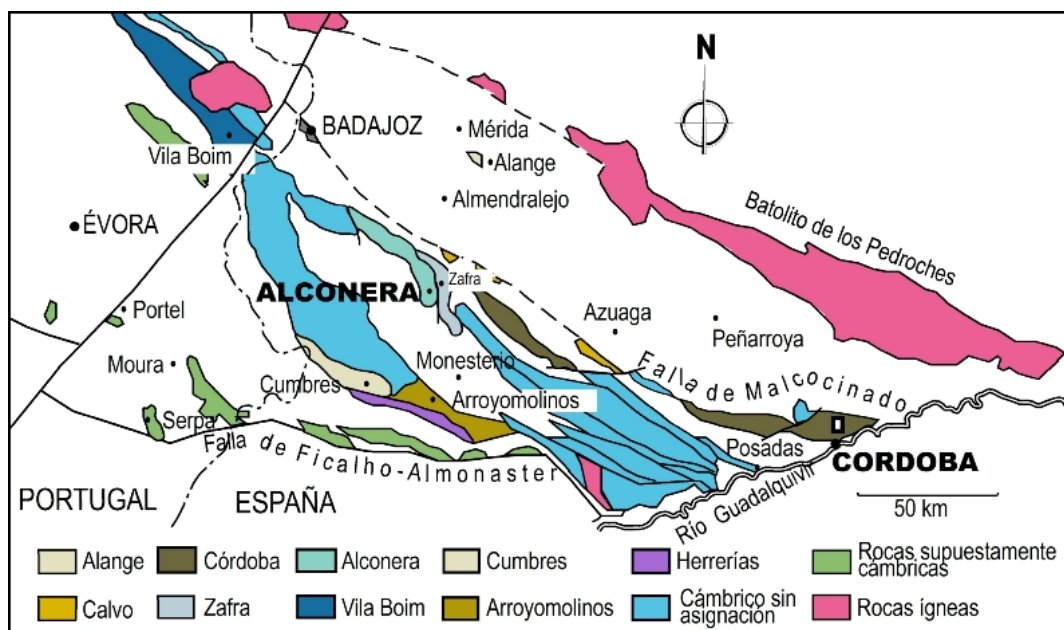 N
BADAJOZ
Mérida
Vila Boim
Alange
Almendralejo
Batolito de los Pedroches
ÉVORA
Zafra
ALCONERA
Portel
Azuaga
Peñarroya
Moura
Monesterio
Falla de Malcocinado
Cumbres
Arroyomolinos
Serpa
Falla de Ficalho-Almonaster
Posadas
CORDOBA
Río Guadalquivir
PORTUGAL
ESPAÑA
50 km
Alange
Córdoba
Alconera
Cumbres
Herrerías
Rocas supuestamente
cámbricas
Calvo
Zafra
Vila Boim
Arroyomolinos
Cámbrico sin
asignación
Rocas ígneas